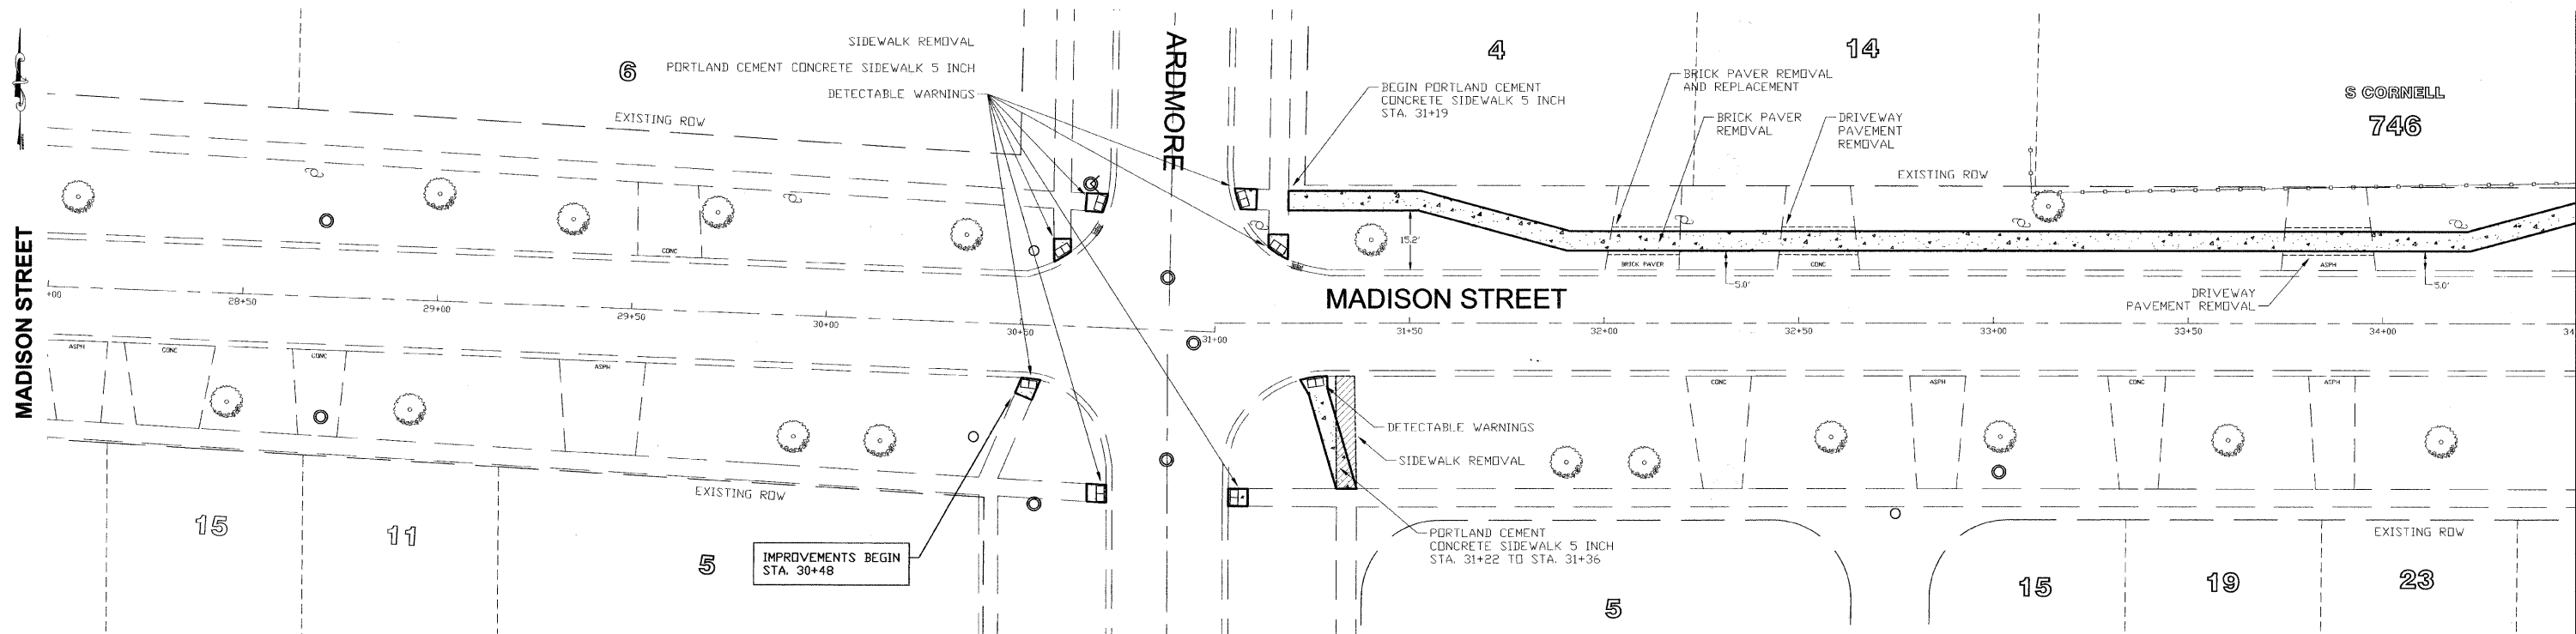 SIDEWALK REMOVAL
6 PORTLAND CEMENT CONCRETE SIDEWALK 5 INCH
DETECTABLE WARNINGS
EXISTING ROW
ARDMORE
4
14
BEGIN PORTLAND CEMENT
CONCRETE SIDEWALK 5 INCH
STA. 31+19
BRICK PAVER REMOVAL
AND REPLACEMENT
BRICK PAVER
REMOVAL
DRIVEWAY
PAVEMENT
REMOVAL
S CORNELL
746
EXISTING ROW
MADISON STREET
CONC
15.2'
BRICK PAVER
CONC
ASPH
5.0'
5.0'
DRIVEWAY
PAVEMENT REMOVAL
MADISON STREET
+00
28+50
29+00
29+50
30+00
30+50
31+00
31+50
32+00
32+50
33+00
33+50
34+00
34
ASPH
CONC
CONC
ASPH
CONC
ASPH
CONC
ASPH
DETECTABLE WARNINGS
SIDEWALK REMOVAL
EXISTING ROW
15
11
5
IMPROVEMENTS BEGIN
STA. 30+48
PORTLAND CEMENT
CONCRETE SIDEWALK 5 INCH
STA. 31+22 TO STA. 31+36
EXISTING ROW
5
15
19
23